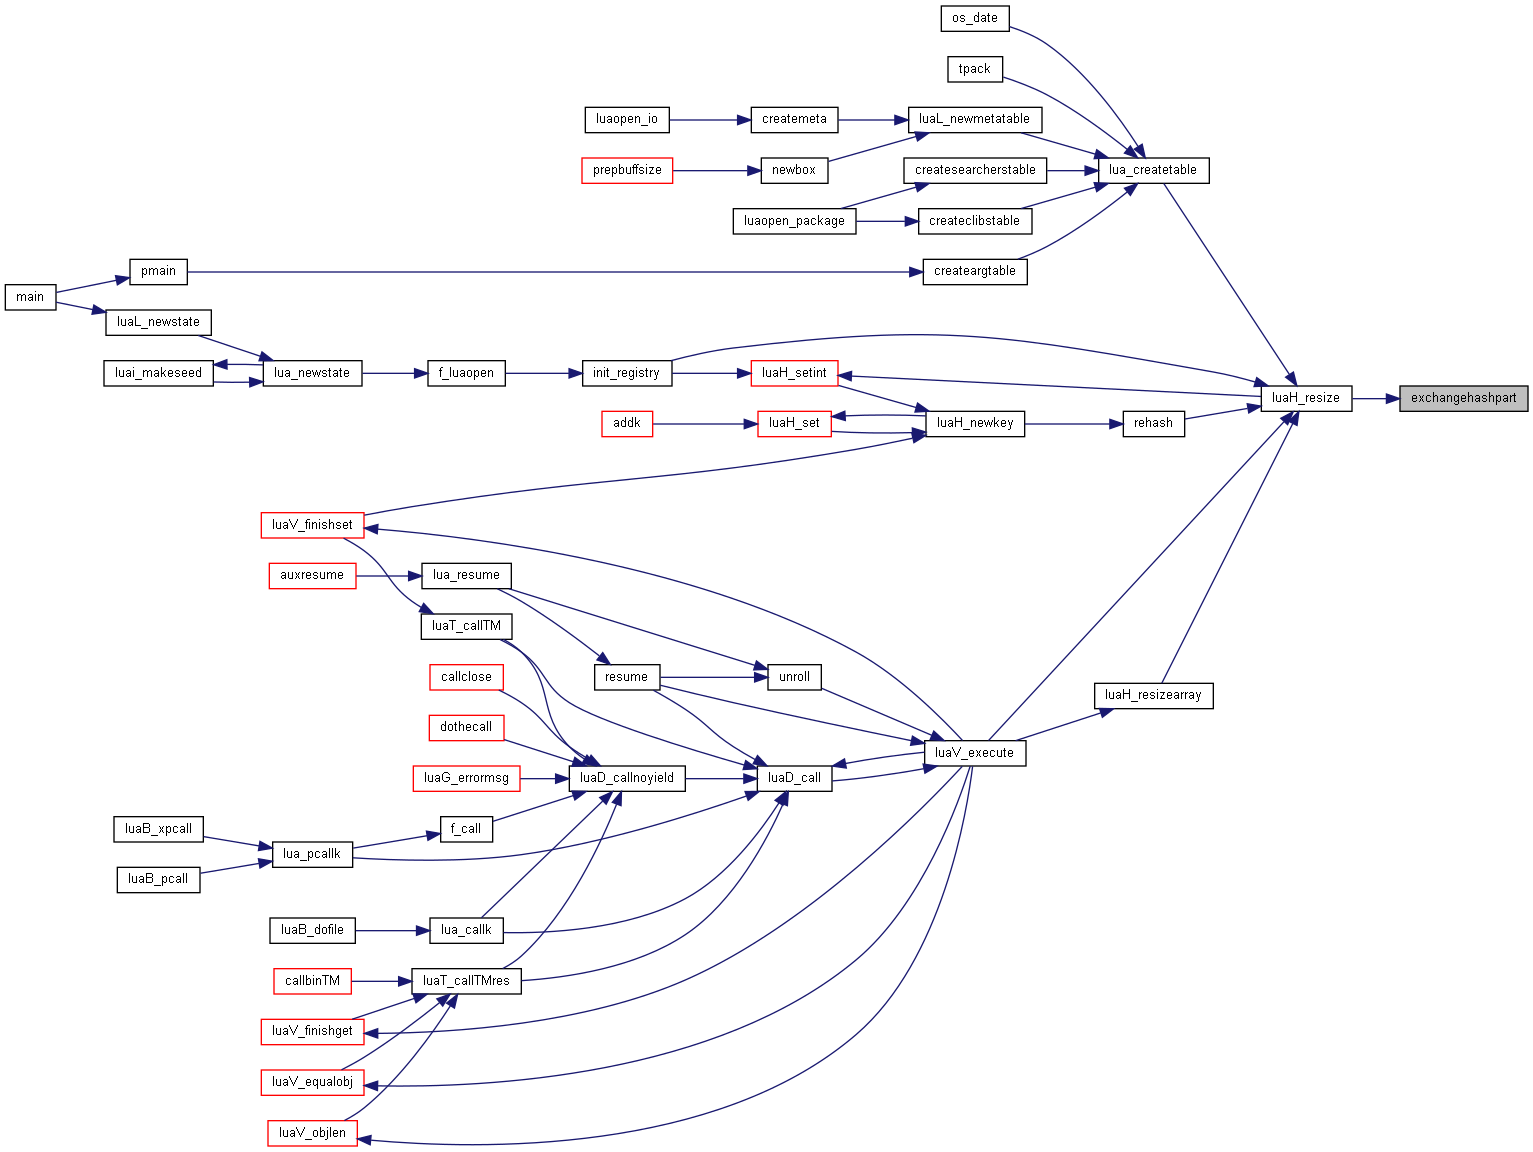 os_date
tpack
luaopen_io
createmeta
luaL_newmetatable
prepbuffsize
newbox
createsearcherstable
lua_createtable
luaopen_package
createclibstable
pmain
createargtable
main
luaL_newstate
luai_makeseed
lua_newstate
f_luaopen
init_registry
luaH_setint
luaH_resize
exchangehashpart
addk
luaH_set
luaH_newkey
rehash
luaV_finishset
auxresume
lua_resume
luaT_callTM
callclose
resume
unroll
luaH_resizearray
dothecall
luaV_execute
luaG_errormsg
luaD_callnoyield
luaD_call
luaB_xpcall
f_call
lua_pcallk
luaB_pcall
luaB_dofile
lua_callk
callbinTM
luaT_callTMres
luaV_finishget
luaV_equalobj
luaV_objlen